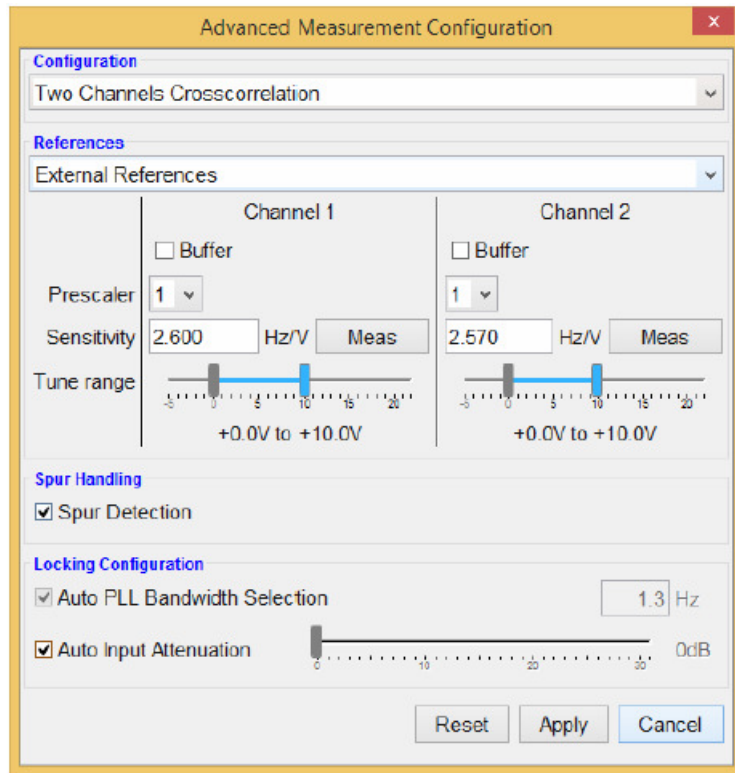 Advanced Measurement Configuration
Configuration
Two Channels Crosscorrelation
References
External References
Channel 1 Channel 2
Buffer Buffer
Prescaler 1 1
Sensitivity 2.600 Hz/V Meas 2.570 Hz/V Meas
Tune range
-5 0 5 10 15 20 -5 0 5 10 15 20
+0.0V to +10.0V +0.0V to +10.0V
Spur Handling
Spur Detection
Locking Configuration
Auto PLL Bandwidth Selection 1.3 Hz
Auto Input Attenuation 0dB
0 10 20 30
Reset Apply Cancel